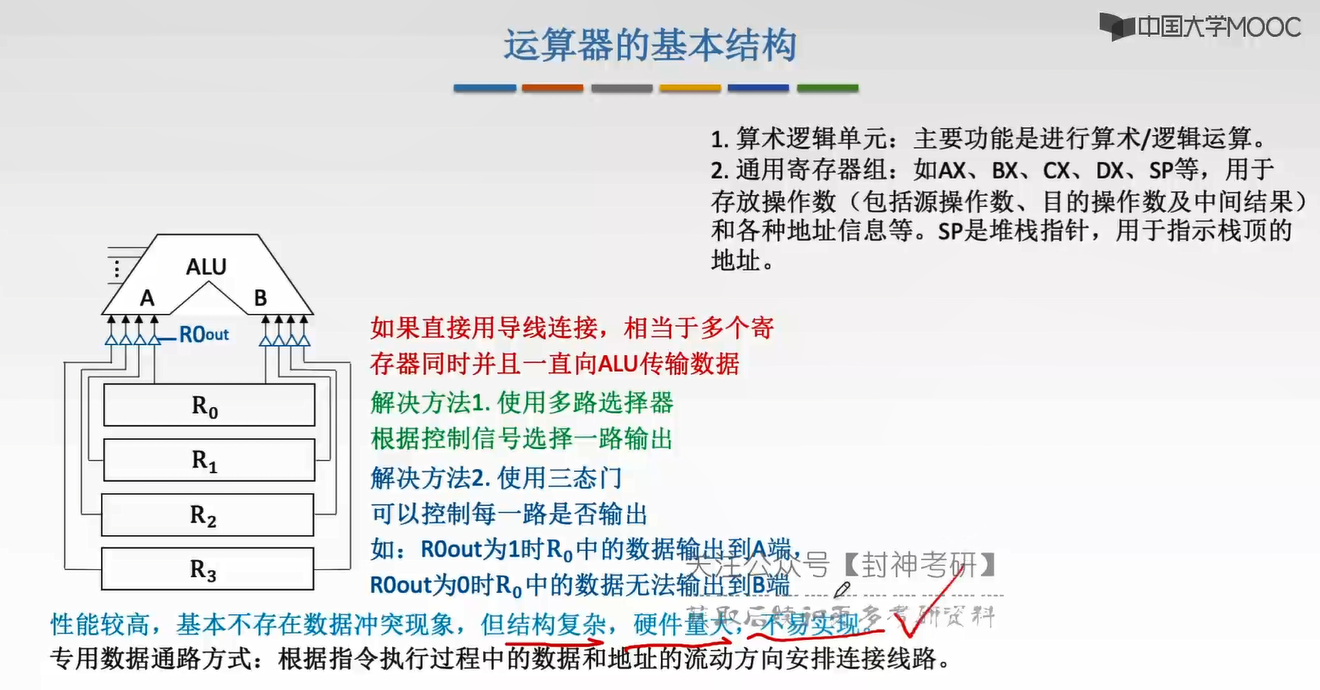 中国大学MOOC
运算器的基本结构
1. 算术逻辑单元：主要功能是进行算术/逻辑运算。
2. 通用寄存器组：如AX、BX、CX、DX、SP等，用于
存放操作数（包括源操作数、目的操作数及中间结果）
和各种地址信息等。SP是堆栈指针，用于指示栈顶的
地址。
ALU
A
B
R0out
R0
R1
R2
R3
如果直接用导线连接，相当于多个寄
存器同时并且一直向ALU传输数据
解决方法1. 使用多路选择器
根据控制信号选择一路输出
解决方法2. 使用三态门
可以控制每一路是否输出
如：R0out为1时R0中的数据输出到A端，
R0out为0时R0中的数据无法输出到B端
关注公众号【封神考研】
获取后续记更多考研资料
性能较高，基本不存在数据冲突现象，但结构复杂，硬件量大，不易实现。
专用数据通路方式：根据指令执行过程中的数据和地址的流动方向安排连接线路。